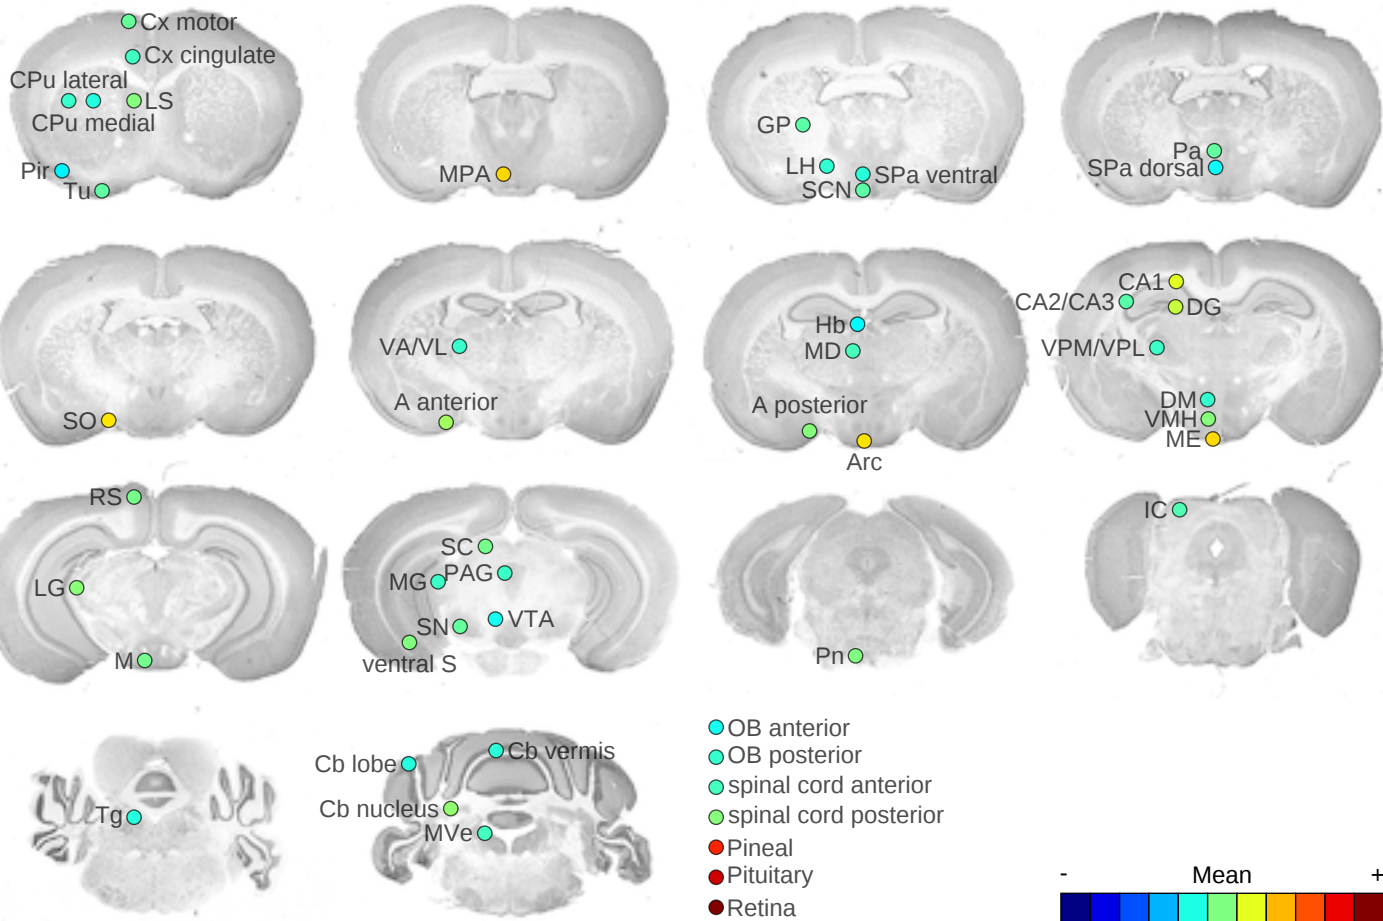 Cx motor
Cx cingulate
CPu lateral
LS
CPu medial
Pir
Tu
MPA
GP
LH
SPa ventral
SCN
Pa
SPa dorsal
SO
VA/VL
A anterior
Hb
MD
A posterior
Arc
CA1
CA2/CA3
DG
VPM/VPL
DM
VMH
ME
RS
LG
M
SC
MG
PAG
SN
VTA
ventral S
Pn
IC
Tg
Cb lobe
Cb vermis
Cb nucleus
MVe
OB anterior
OB posterior
spinal cord anterior
spinal cord posterior
Pineal
Pituitary
Retina
- Mean +